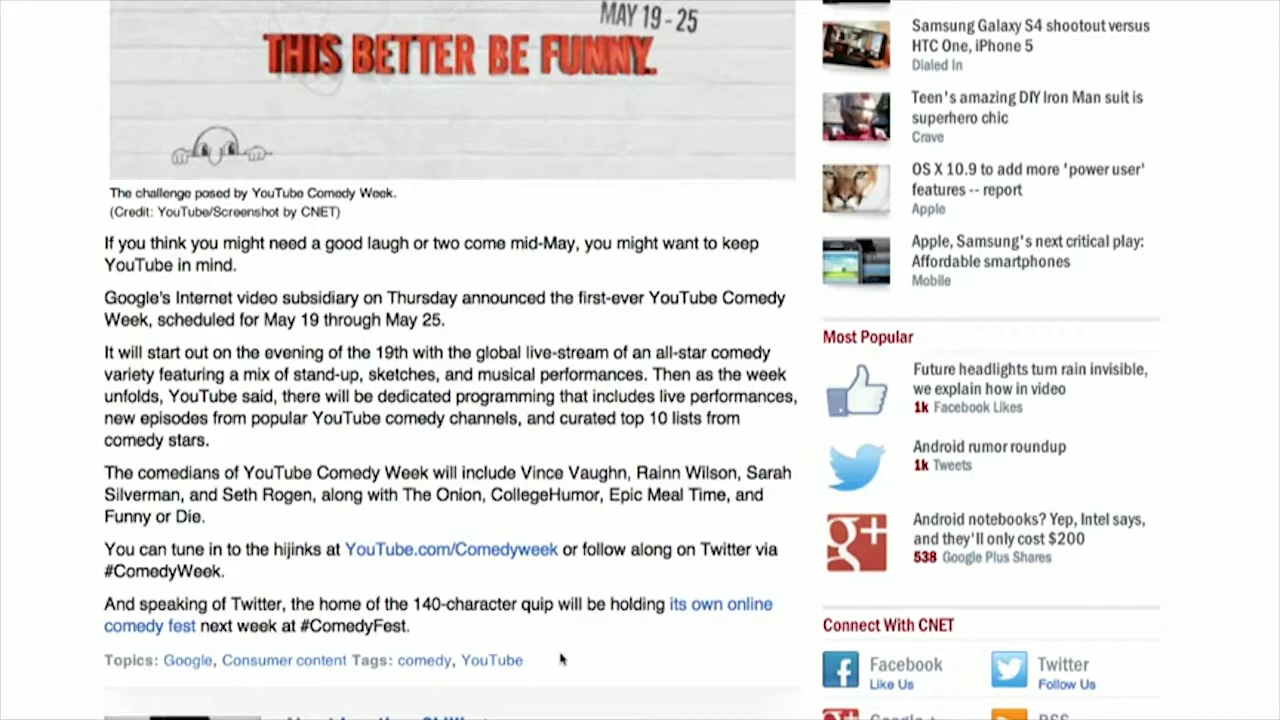 MAY 19 - 25
THIS BETTER BE FUNNY.
The challenge posed by YouTube Comedy Week.
(Credit: YouTube/Screenshot by CNET)
If you think you might need a good laugh or two come mid-May, you might want to keep
YouTube in mind.
Google's Internet video subsidiary on Thursday announced the first-ever YouTube Comedy
Week, scheduled for May 19 through May 25.
It will start out on the evening of the 19th with the global live-stream of an all-star comedy
variety featuring a mix of stand-up, sketches, and musical performances. Then as the week
unfolds, YouTube said, there will be dedicated programming that includes live performances,
new episodes from popular YouTube comedy channels, and curated top 10 lists from
comedy stars.
The comedians of YouTube Comedy Week will include Vince Vaughn, Rainn Wilson, Sarah
Silverman, and Seth Rogen, along with The Onion, CollegeHumor, Epic Meal Time, and
Funny or Die.
You can tune in to the hijinks at YouTube.com/Comedyweek or follow along on Twitter via
#ComedyWeek.
And speaking of Twitter, the home of the 140-character quip will be holding its own online
comedy fest next week at #ComedyFest.
Topics: Google, Consumer content Tags: comedy, YouTube
Samsung Galaxy S4 shootout versus
HTC One, iPhone 5
Dialed In
Teen's amazing DIY Iron Man suit is
superhero chic
Crave
OS X 10.9 to add more 'power user'
features -- report
Apple
Apple, Samsung's next critical play:
Affordable smartphones
Mobile
Most Popular
Future headlights turn rain invisible,
we explain how in video
1k Facebook Likes
Android rumor roundup
1k Tweets
g+
Android notebooks? Yep, Intel says,
and they'll only cost $200
538 Google Plus Shares
Connect With CNET
f
Facebook
Like Us
Twitter
Follow Us